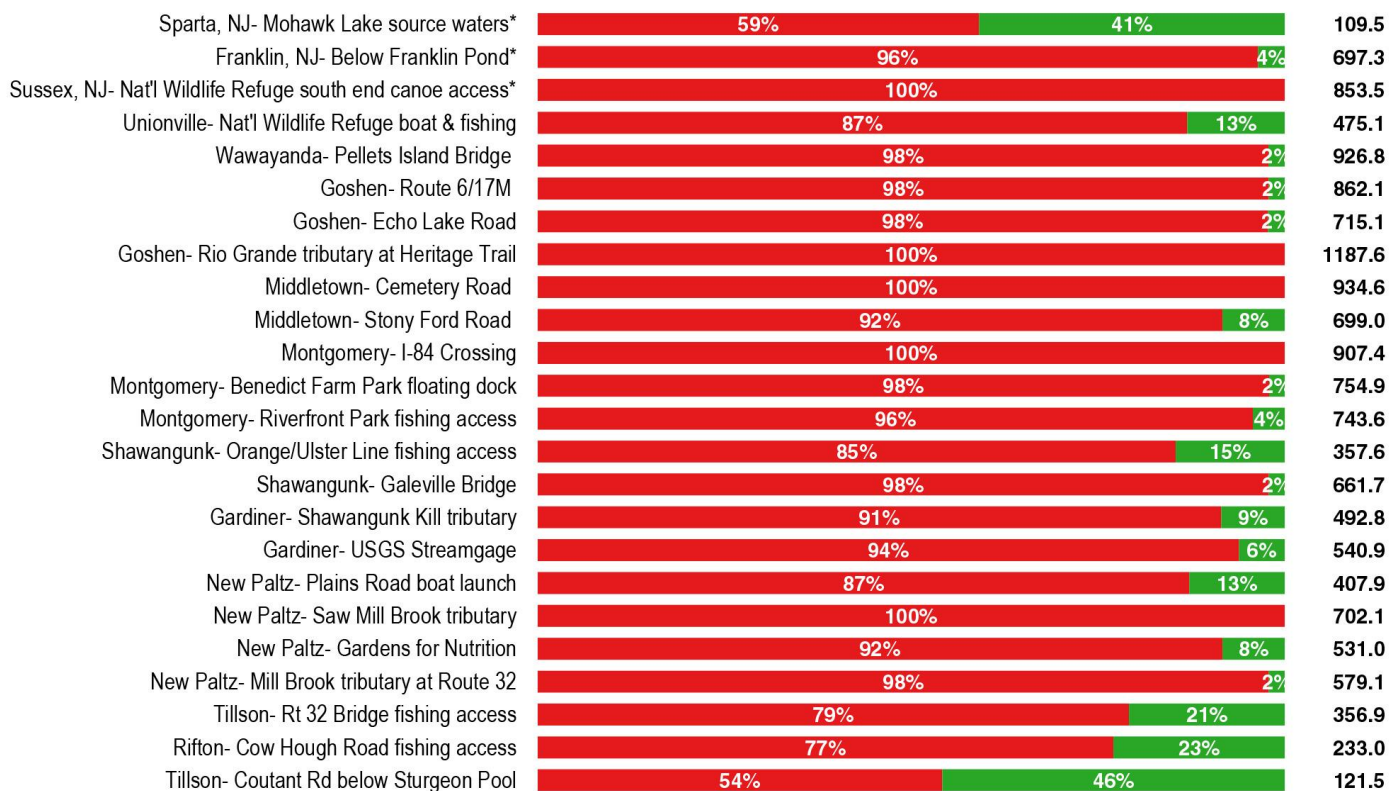 Sparta, NJ- Mohawk Lake source waters* 59% 41% 109.5
Franklin, NJ- Below Franklin Pond* 96% 4% 697.3
Sussex, NJ- Nat'l Wildlife Refuge south end canoe access* 100% 853.5
Unionville- Nat'l Wildlife Refuge boat & fishing 87% 13% 475.1
Wawayanda- Pellets Island Bridge 98% 2% 926.8
Goshen- Route 6/17M 98% 2% 862.1
Goshen- Echo Lake Road 98% 2% 715.1
Goshen- Rio Grande tributary at Heritage Trail 100% 1187.6
Middletown- Cemetery Road 100% 934.6
Middletown- Stony Ford Road 92% 8% 699.0
Montgomery- I-84 Crossing 100% 907.4
Montgomery- Benedict Farm Park floating dock 98% 2% 754.9
Montgomery- Riverfront Park fishing access 96% 4% 743.6
Shawangunk- Orange/Ulster Line fishing access 85% 15% 357.6
Shawangunk- Galeville Bridge 98% 2% 661.7
Gardiner- Shawangunk Kill tributary 91% 9% 492.8
Gardiner- USGS Streamgage 94% 6% 540.9
New Paltz- Plains Road boat launch 87% 13% 407.9
New Paltz- Saw Mill Brook tributary 100% 702.1
New Paltz- Gardens for Nutrition 92% 8% 531.0
New Paltz- Mill Brook tributary at Route 32 98% 2% 579.1
Tillson- Rt 32 Bridge fishing access 79% 21% 356.9
Rifton- Cow Hough Road fishing access 77% 23% 233.0
Tillson- Coutant Rd below Sturgeon Pool 54% 46% 121.5